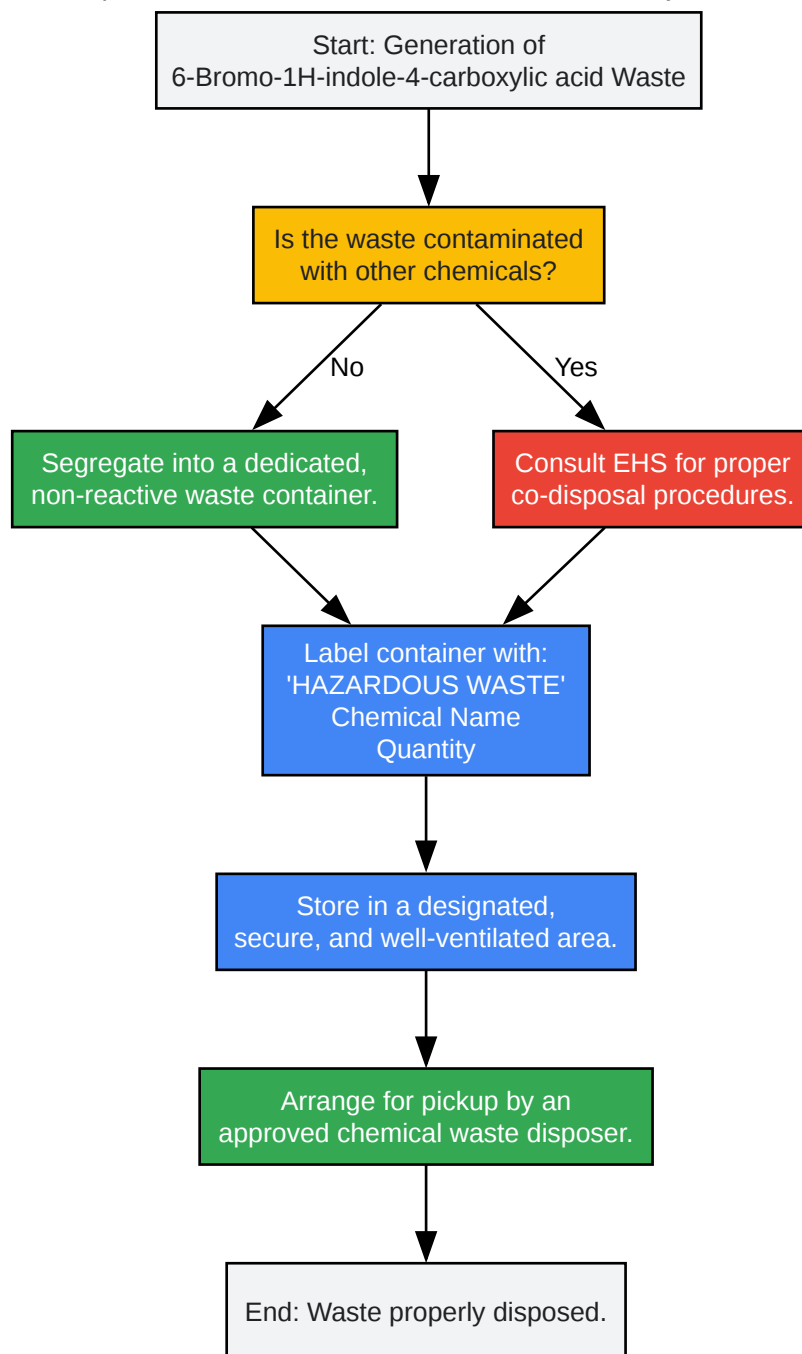 Start: Generation of
6-Bromo-1H-indole-4-carboxylic acid Waste
Is the waste contaminated
with other chemicals?
No
Yes
Segregate into a dedicated,
non-reactive waste container.
Consult EHS for proper
co-disposal procedures.
Label container with:
'HAZARDOUS WASTE'
Chemical Name
Quantity
Store in a designated,
secure, and well-ventilated area.
Arrange for pickup by an
approved chemical waste disposer.
End: Waste properly disposed.